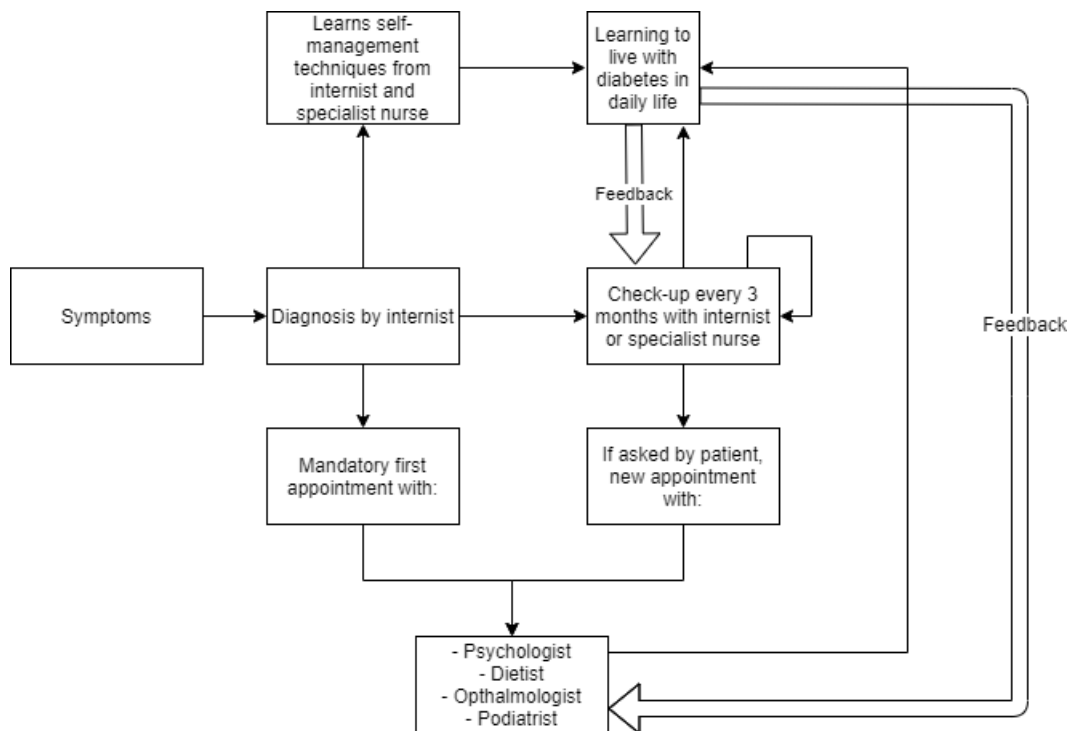 Learns self-
management
techniques from
internist and
specialist nurse
Learning to
live with
diabetes in
daily life
Feedback
Symptoms
Diagnosis by internist
Check-up every 3
months with internist
or specialist nurse
Feedback
Mandatory first
appointment with:
If asked by patient,
new appointment
with:
- Psychologist
- Dietist
- Opthalmologist
- Podiatrist